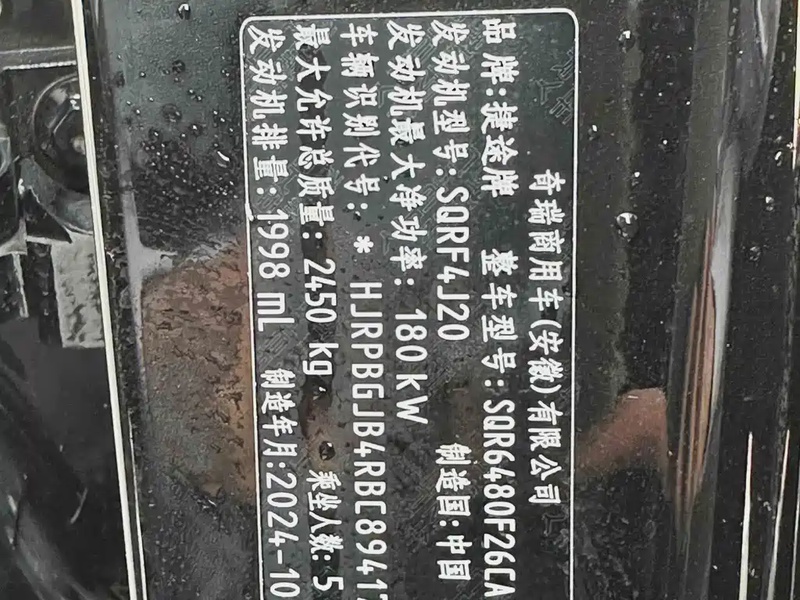 奇瑞商用车(安徽)有限公司
品牌:捷途牌 整车型号:SQR6480F26CA
发动机型号:SQRF4J20 制造国:中国
发动机最大净功率: 180kW
车辆识别代号: * HJRPBGJB4RBC89417
最大允许总质量: 2450 kg 乘坐人数: 5
发动机排量: 1998 mL 制造年月:2024-10